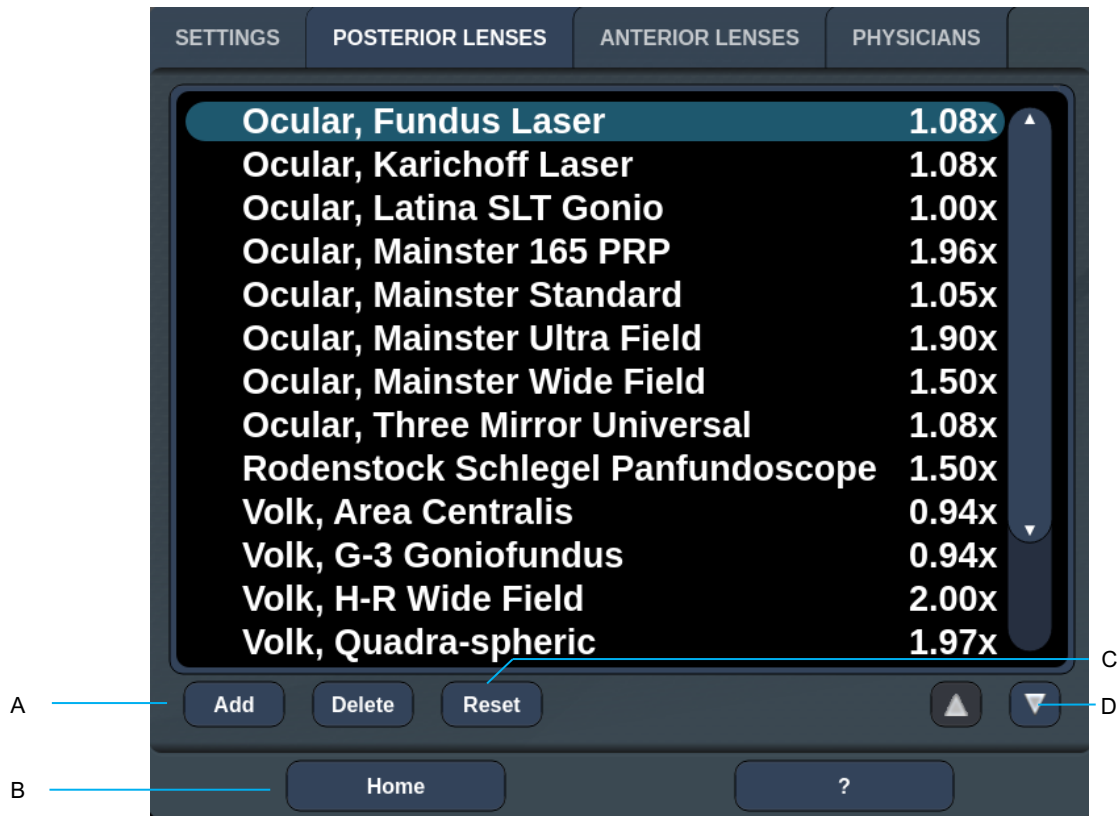 SETTINGS POSTERIOR LENSES ANTERIOR LENSES PHYSICIANS
Ocular, Fundus Laser 1.08x
Ocular, Karichoff Laser 1.08x
Ocular, Latina SLT Gonio 1.00x
Ocular, Mainster 165 PRP 1.96x
Ocular, Mainster Standard 1.05x
Ocular, Mainster Ultra Field 1.90x
Ocular, Mainster Wide Field 1.50x
Ocular, Three Mirror Universal 1.08x
Rodenstock Schlegel Panfundoscope 1.50x
Volk, Area Centralis 0.94x
Volk, G-3 Goniofundus 0.94x
Volk, H-R Wide Field 2.00x
Volk, Quadra-spheric 1.97x
C
A Add Delete Reset D
B Home ?